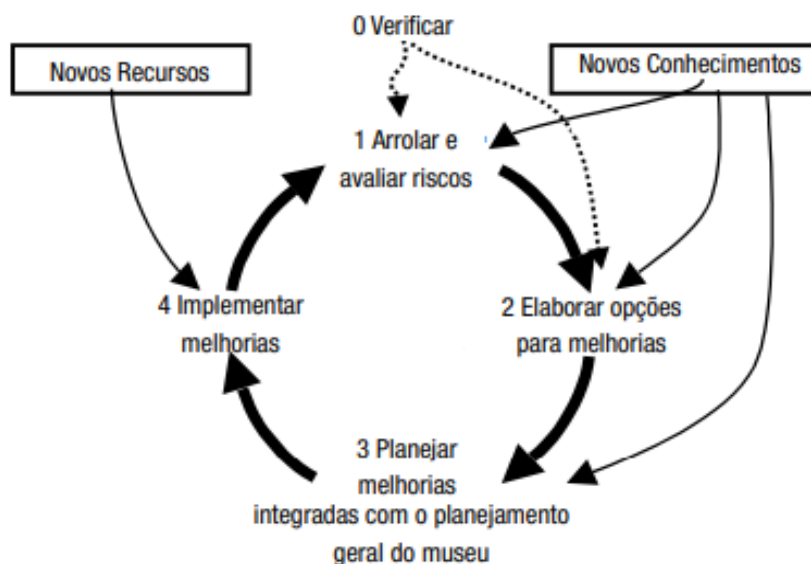 0 Verificar
Novos Recursos
Novos Conhecimentos
1 Arrolar e
avaliar riscos
2 Elaborar opções
para melhorias
3 Planejar
melhorias
integradas com o planejamento
geral do museu
4 Implementar
melhorias